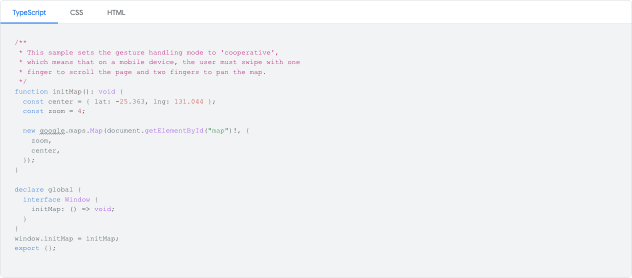 TypeScript CSS HTML
/**
 * This sample sets the gesture handling mode to 'cooperative',
 * which means that on a mobile device, the user must swipe with one
 * finger to scroll the page and two fingers to pan the map.
 */
function initMap(): void {
  const center = { lat: -25.363, lng: 131.044 };
  const zoom = 4;

  new google.maps.Map(document.getElementById("map")!, {
    zoom,
    center,
  });
}

declare global {
  interface Window {
    initMap: () => void;
  }
}
window.initMap = initMap;
export {};